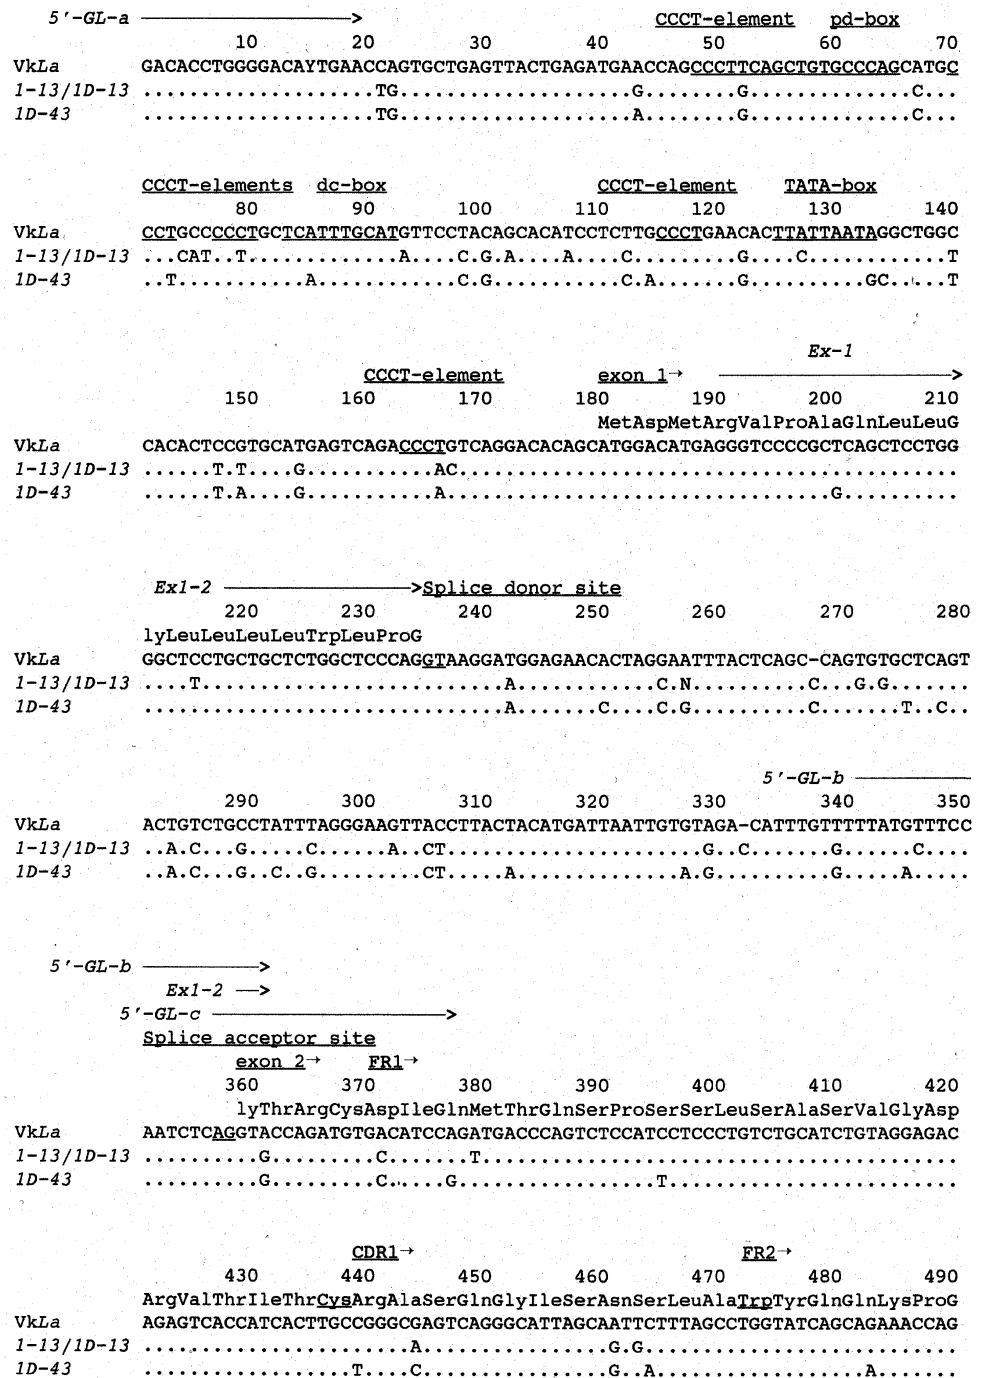 5'-GL-a CCCT-element pd-box
10 20 30 40 50 60 70
VkLa GACACCTGGGGACAYTGAACCAGTGCTGAGTTACTGAGATGAACCAGCCCTTCAGCTGTGCCCAGCATGC
1-13/1D-13 ....................TG....................G........G..............C...
1D-43 ....................TG....................A........G..............C...
CCCT-elements dc-box CCCT-element TATA-box
80 90 100 110 120 130 140
VkLa CCTGCCCCCTGCTCATTTGCATGTTCCTACAGCACATCCTCTTGCCCTGAACACTTATTAATAGGCTGGC
1-13/1D-13 ...CAT..T.............A....C.G.A....A....C.........G....C............T
1D-43 ..T...........A............C.G...........C.A.......G..........GC.....T
Ex-1
CCCT-element exon 1→
150 160 170 180 190 200 210
MetAspMetArgValProAlaGlnLeuLeuG
VkLa CACACTCCGTGCATGAGTCAGACCCTGTCAGGACACAGCATGGACATGAGGGTCCCCGCTCAGCTCCTGG
1-13/1D-13 ......T.T....G...........AC..........................................
1D-43 ......T.A....G...........A.................................G..........
Ex1-2 Splice donor site
220 230 240 250 260 270 280
lyLeuLeuLeuLeuTrpLeuProG
VkLa GGCTCCTGCTGCTCTGGCTCCCAGGTAAGGATGGAGAACACTAGGAATTTACTCAGC-CAGTGTGCTCAGT
1-13/1D-13 ....T..........................A............C.N..........C...G.G.......
1D-43 ...............................A.......C....C.G..........C.......T..C..
5'-GL-b
290 300 310 320 330 340 350
VkLa ACTGTCTGCCTATTTAGGGAAGTTACCTTACTACATGATTAATTGTGTAGA-CATTTGTTTTTATGTTTCC
1-13/1D-13 ..A.C...G.....C......A..CT......................G..C.......G......C....
1D-43 ..A.C...G..C..G.........CT.......A..............G.G..........G.....A.....
5'-GL-b
Ex1-2
5'-GL-c
Splice acceptor site
exon 2→ FR1→
360 370 380 390 400 410 420
lyThrArgCysAspIleGlnMetThrGlnSerProSerSerLeuSerAlaSerValGlyAsp
VkLa AATCTCAGGTACCAGATGTGACATCCAGATGACCCAGTCTCCATCCTCCCTGTCTGCATCTGTAGGAGAC
1-13/1D-13 ..........G.........C.......T.........................................
1D-43 ..........G.........C.....G.................T.........................
CDR1→ FR2→
430 440 450 460 470 480 490
ArgValThrIleThrCysArgAlaSerGlnGlyIleSerAsnSerLeuAlaTrpTyrGlnGlnLysProG
VkLa AGAGTCACCATCACTTGCCGGGCGAGTCAGGGCATTAGCAATTCTTTAGCCTGGTATCAGCAGAAACCAG
1-13/1D-13 .......................A................G.G...........................
1D-43 ..................T....C................G..A..................A.......